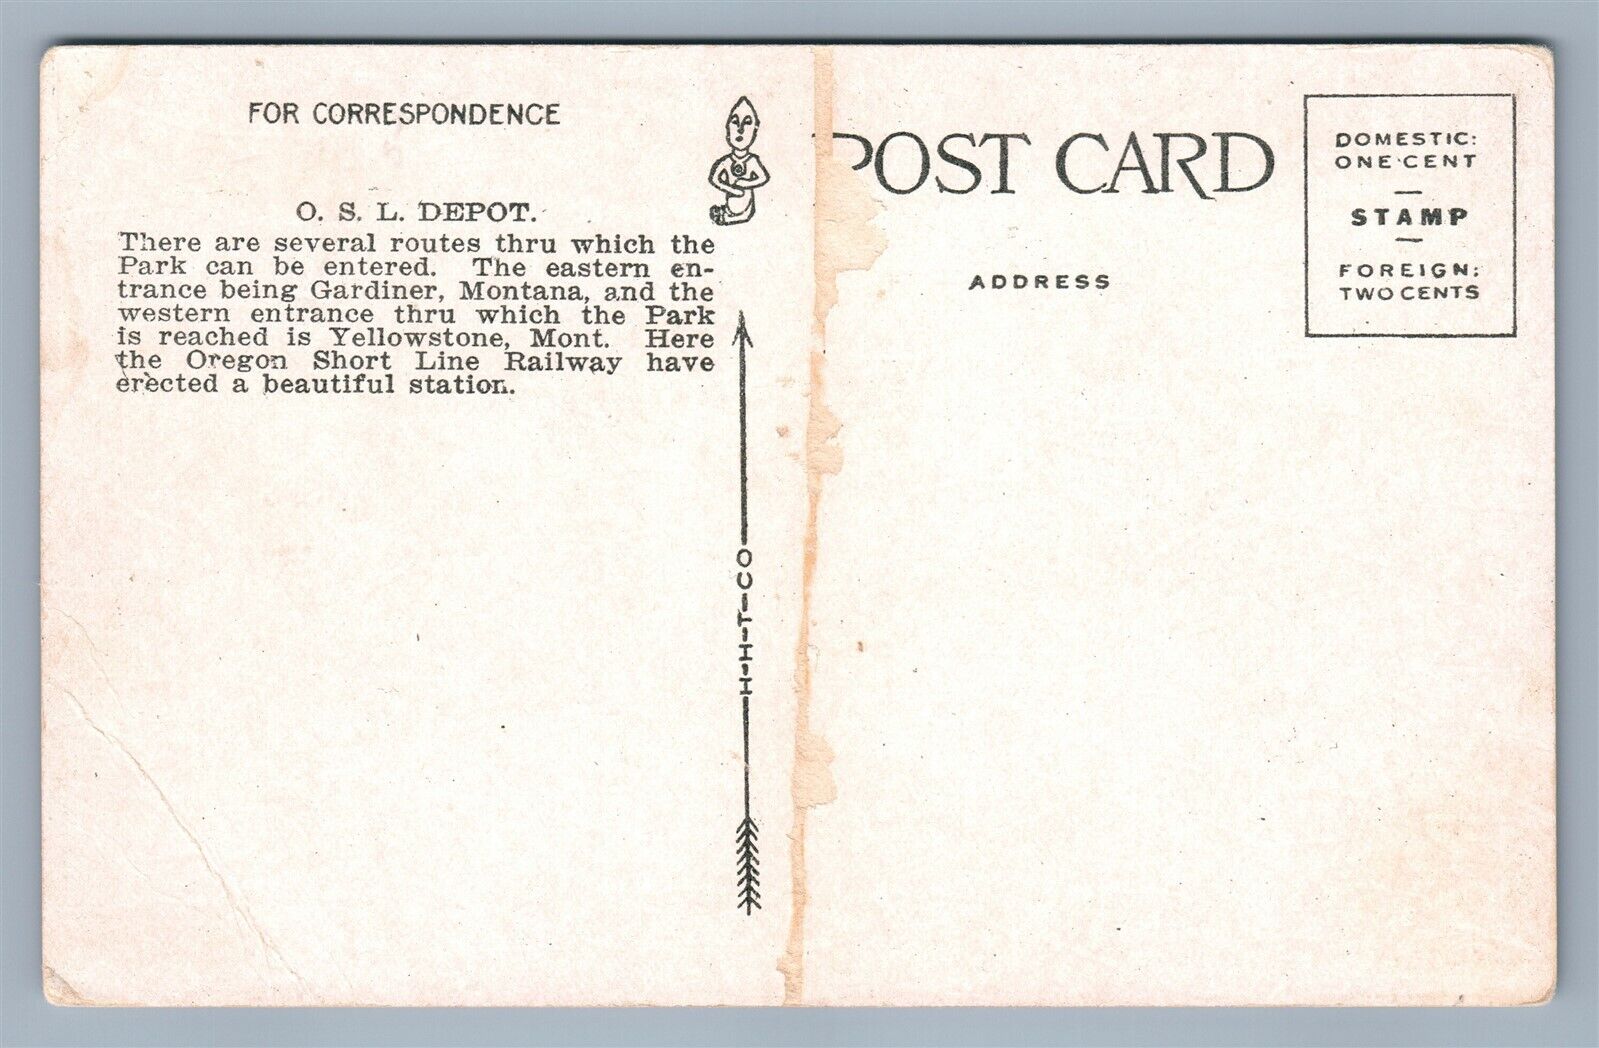 FOR CORRESPONDENCE
O. S. L. DEPOT.
There are several routes thru which the
Park can be entered. The eastern en-
trance being Gardiner, Montana, and the
western entrance thru which the Park
is reached is Yellowstone, Mont. Here
the Oregon Short Line Railway have
erected a beautiful station.
H-H-T-CO
POST CARD
ADDRESS
DOMESTIC:
ONE CENT
STAMP
FOREIGN:
TWO CENTS